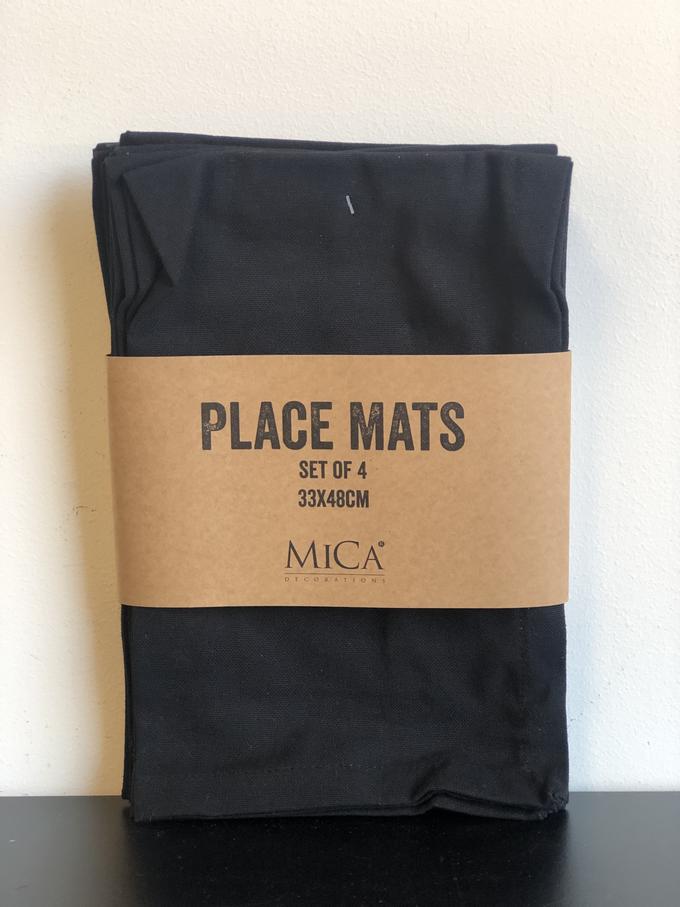 PLACE MATS
SET OF 4
33X48CM
MICA®
DECORATIONS